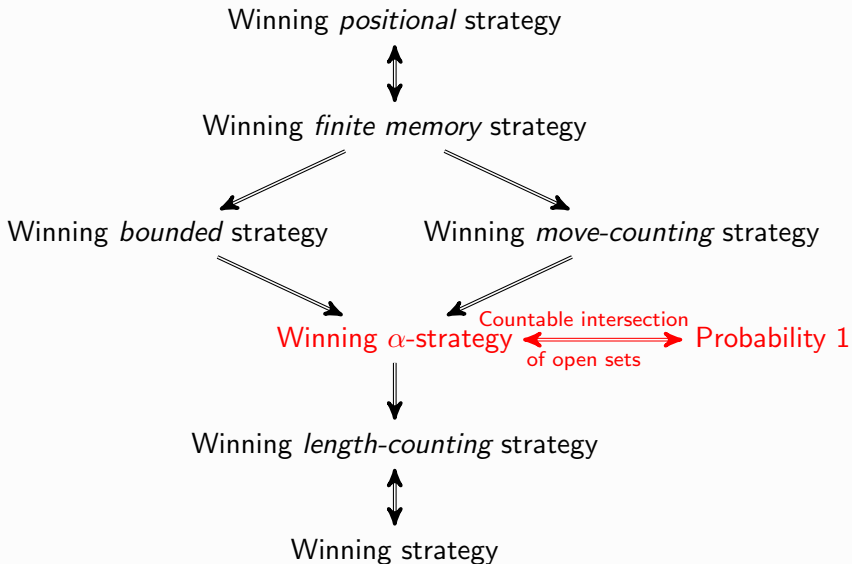 Winning positional strategy
Winning finite memory strategy
Winning bounded strategy
Winning move-counting strategy
Winning α-strategy
Countable intersection
of open sets
Probability 1
Winning length-counting strategy
Winning strategy